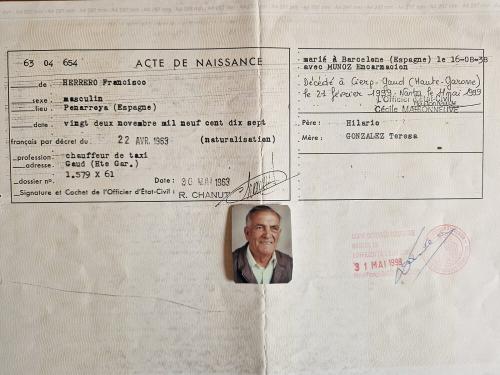 63 04 654 ACTE DE NAISSANCE
de HERRERO Francisco
sexe masculin
lieu Penarroya (Espagne)
date vingt deux novembre mil neuf cent dix sept
français par décret du 22 AVR. 1963 (naturalisation)
profession chauffeur de taxi
adresse Gaud (Hte Gar.)
dossier no. 1.579 X 61
Date : 30 MAI 1963
Signature et Cachet de l'Officier d'État-Civil : R. CHANUT
marié à Barcelone (Espagne) le 16-08-38
avec MUNOZ Encarnacion
Décédé à Cierp-Gaud (Haute-Garonne)
le 21 février 1999. Nantes le mai 1999
L'Officier d'État-Civil
Cécile MAISONNEUVE
Père : Hilario
Mère : GONZALEZ Teresa
31 MAI 1999